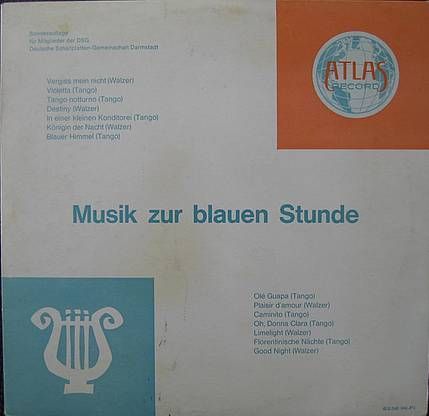 Sonderauflage
für Mitglieder der DSG
Deutsche Schallplatten-Gemeinschaft Darmstadt
ATLAS
RECORD
Vergiss mein nicht (Walzer)
Violetta (Tango)
Tango notturno (Tango)
Destiny (Walzer)
In einer kleinen Konditorei (Tango)
Königin der Nacht (Walzer)
Blauer Himmel (Tango)
Musik zur blauen Stunde
Olé Guapa (Tango)
Plaisir d'amour (Walzer)
Caminito (Tango)
Oh, Donna Clara (Tango)
Limelight (Walzer)
Florentinische Nächte (Tango)
Good Night (Walzer)